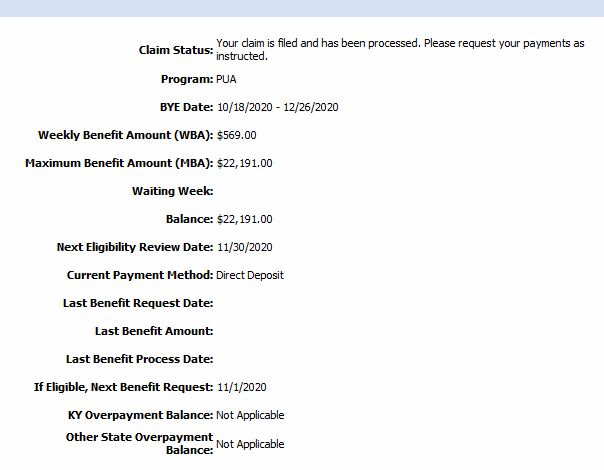 Claim Status: Your claim is filed and has been processed. Please request your payments as
instructed.
Program: PUA
BYE Date: 10/18/2020 - 12/26/2020
Weekly Benefit Amount (WBA): $569.00
Maximum Benefit Amount (MBA): $22,191.00
Waiting Week:
Balance: $22,191.00
Next Eligibility Review Date: 11/30/2020
Current Payment Method: Direct Deposit
Last Benefit Request Date:
Last Benefit Amount:
Last Benefit Process Date:
If Eligible, Next Benefit Request: 11/1/2020
KY Overpayment Balance: Not Applicable
Other State Overpayment
Balance: Not Applicable